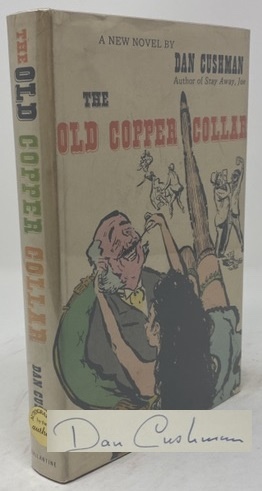 A NEW NOVEL BY
DAN CUSHMAN
Author of Stay Away, Joe
THE
OLD COPPER COLLAR
THE OLD COPPER COLLAR
DAN
BALLANTINE
Dan Cushman